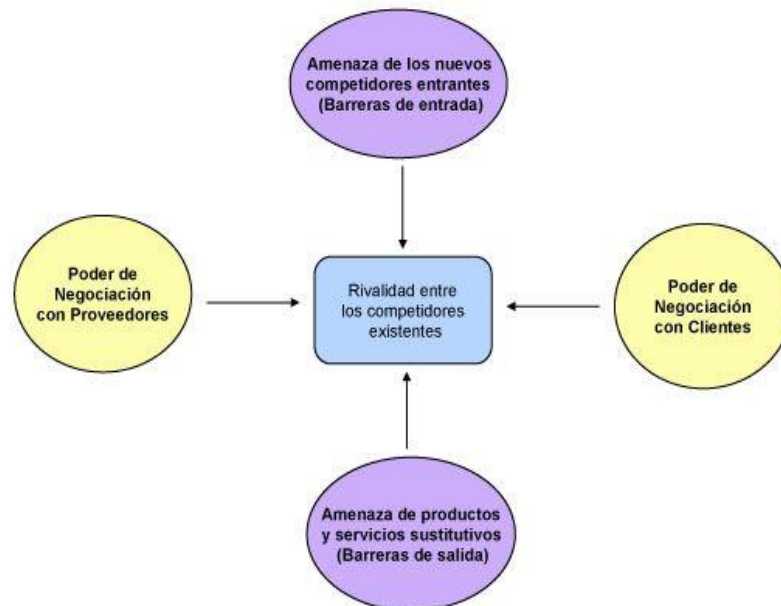 Amenaza de los nuevos
competidores entrantes
(Barreras de entrada)
Poder de
Negociación
con Proveedores
Rivalidad entre
los competidores
existentes
Poder de
Negociación
con Clientes
Amenaza de productos
y servicios sustitutivos
(Barreras de salida)